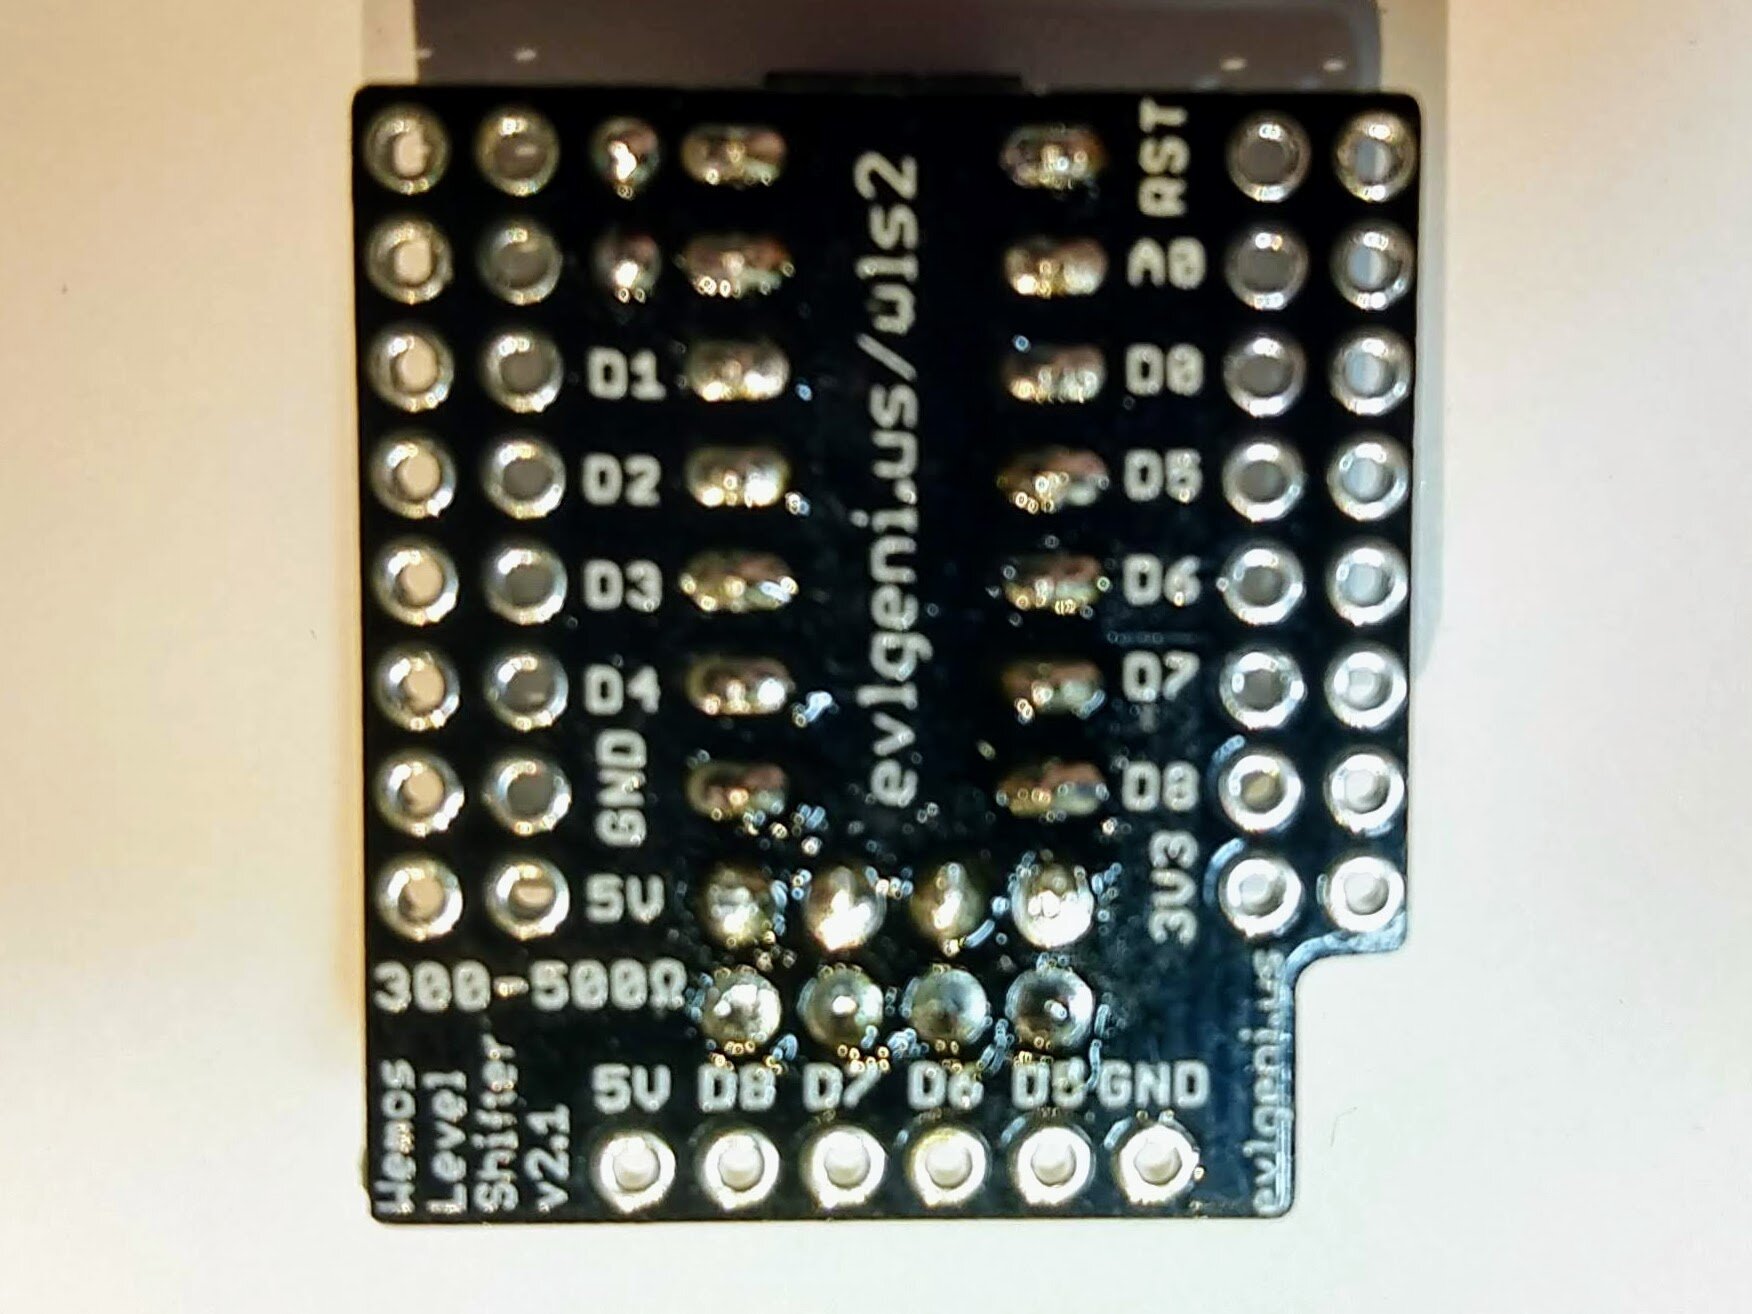 RST
A0
D1
D0
D2
D5
D3
D6
D4
D7
GND
D8
5V
3V3
evlgeni.us/wls2
300-500Ω
5V D8 D7 D6 D5 GND
Wemos
Level
Shifter
v2.1
evlgeni.us